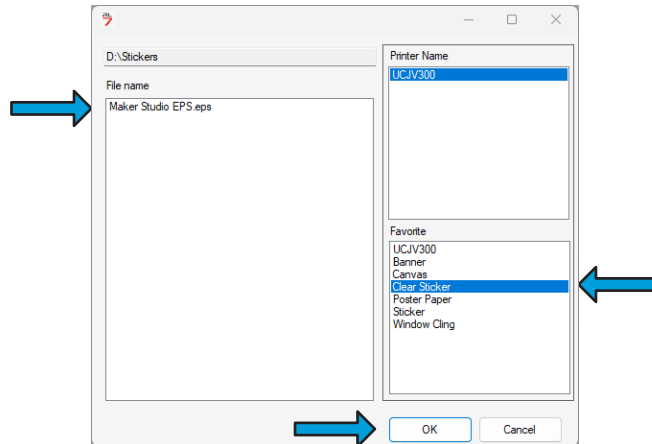 D:\Stickers
File name
Maker Studio EPS.eps
Printer Name
UCJV300
Favorite
UCJV300
Banner
Canvas
Clear Sticker
Poster Paper
Sticker
Window Cling
OK
Cancel